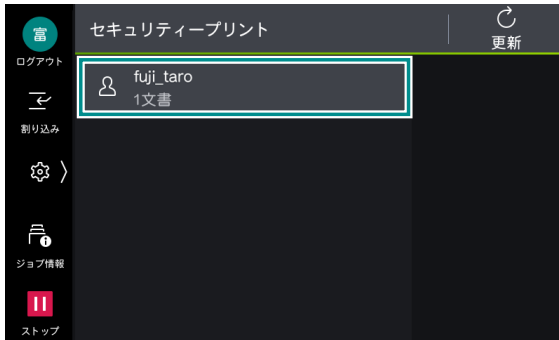 富
ログアウト
セキュリティープリント
更新
fuji_taro
1文書
割り込み
ジョブ情報
ストップ